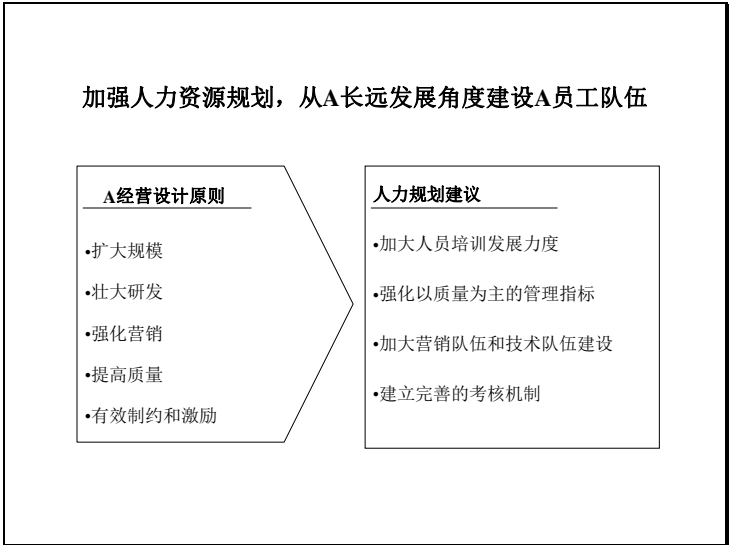 加强人力资源规划，从A长远发展角度建设A员工队伍
A经营设计原则
•扩大规模
•壮大研发
•强化营销
•提高质量
•有效制约和激励
人力规划建议
•加大人员培训发展力度
•强化以质量为主的管理指标
•加大营销队伍和技术队伍建设
•建立完善的考核机制